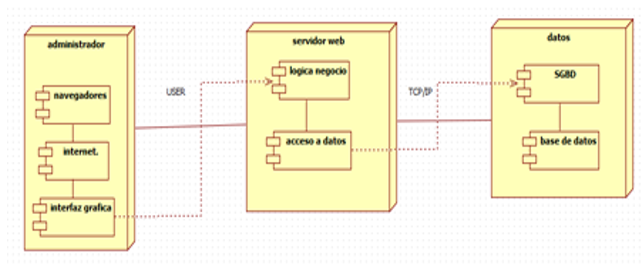 administrador
navegadores
internet.
interfaz grafica
USER
servidor web
logica negocio
acceso a datos
TCP/IP
datos
SGBD
base de datos